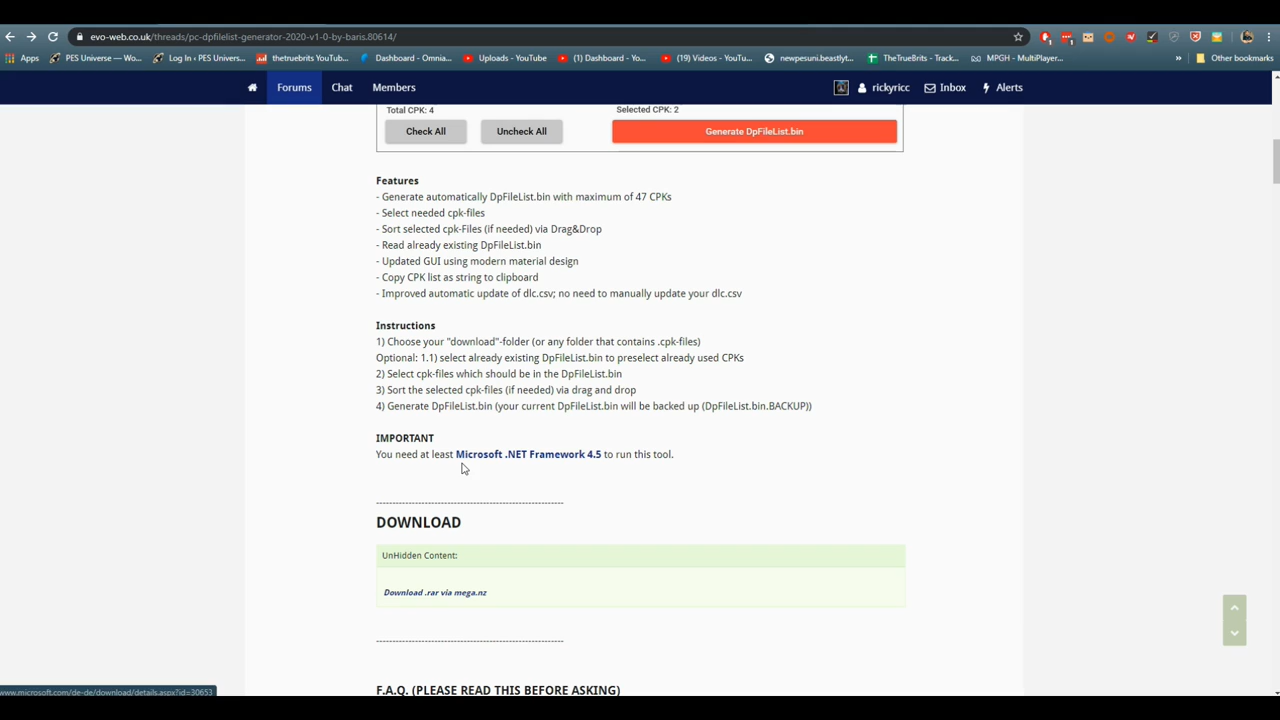 evo-web.co.uk/threads/pc-dpfilelist-generator-2020-v1-0-by-baris.80614/
Apps PES Universe — Wo... Log In ‹ PES Univers... thetruebrits YouTub... Dashboard - Omnia... Uploads - YouTube (1) Dashboard - Yo... (19) Videos - YouTu... newpesuni.beastlyt... TheTrueBrits - Track... MPGH - MultiPlayer... » Other bookmarks
Forums Chat Members rickyricc Inbox Alerts
Total CPK: 4 Selected CPK: 2
Check All Uncheck All Generate DpFileList.bin
Features
- Generate automatically DpFileList.bin with maximum of 47 CPKs
- Select needed cpk-files
- Sort selected cpk-Files (if needed) via Drag&Drop
- Read already existing DpFileList.bin
- Updated GUI using modern material design
- Copy CPK list as string to clipboard
- Improved automatic update of dlc.csv; no need to manually update your dlc.csv
Instructions
1) Choose your "download"-folder (or any folder that contains .cpk-files)
Optional: 1.1) select already existing DpFileList.bin to preselect already used CPKs
2) Select cpk-files which should be in the DpFileList.bin
3) Sort the selected cpk-files (if needed) via drag and drop
4) Generate DpFileList.bin (your current DpFileList.bin will be backed up (DpFileList.bin.BACKUP))
IMPORTANT
You need at least Microsoft .NET Framework 4.5 to run this tool.
------------------------------------------------------
DOWNLOAD
UnHidden Content:
Download .rar via mega.nz
------------------------------------------------------
F.A.Q. (PLEASE READ THIS BEFORE ASKING)
www.microsoft.com/de-de/download/details.aspx?id=30653